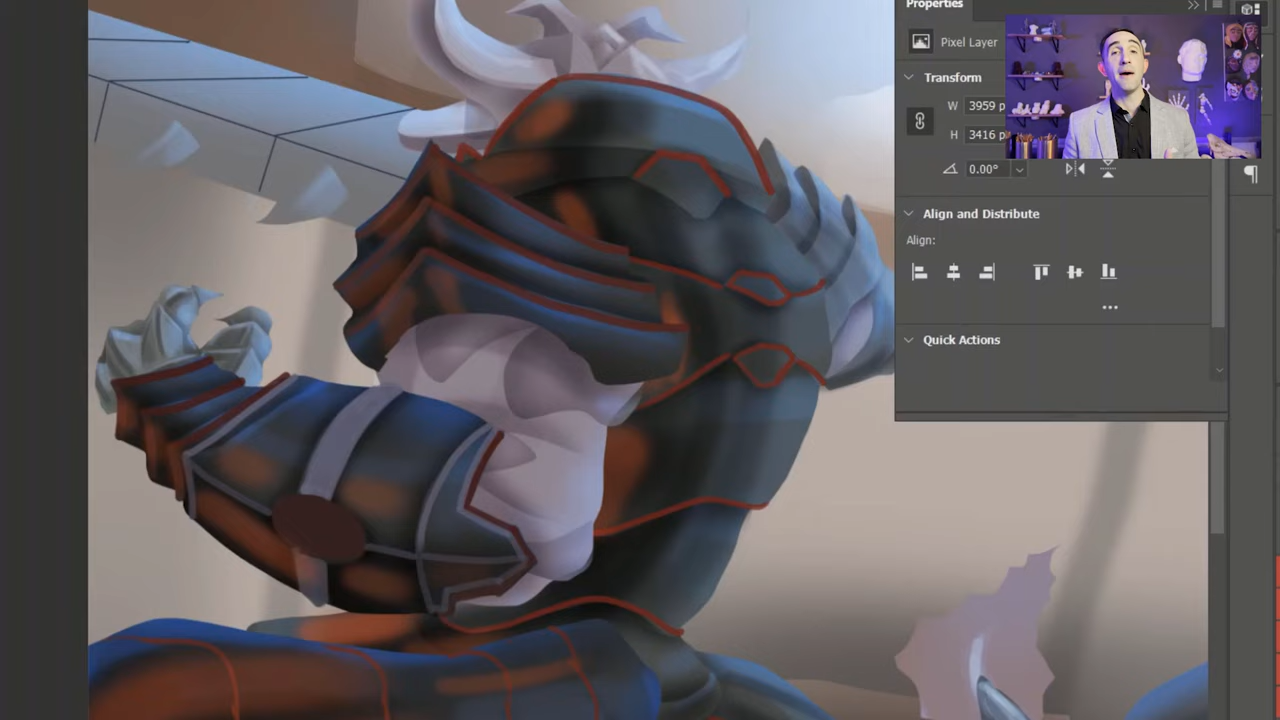 Properties
Pixel Layer
Transform
W 3959 p
H 3416 p
0.00°
Align and Distribute
Align:
Quick Actions